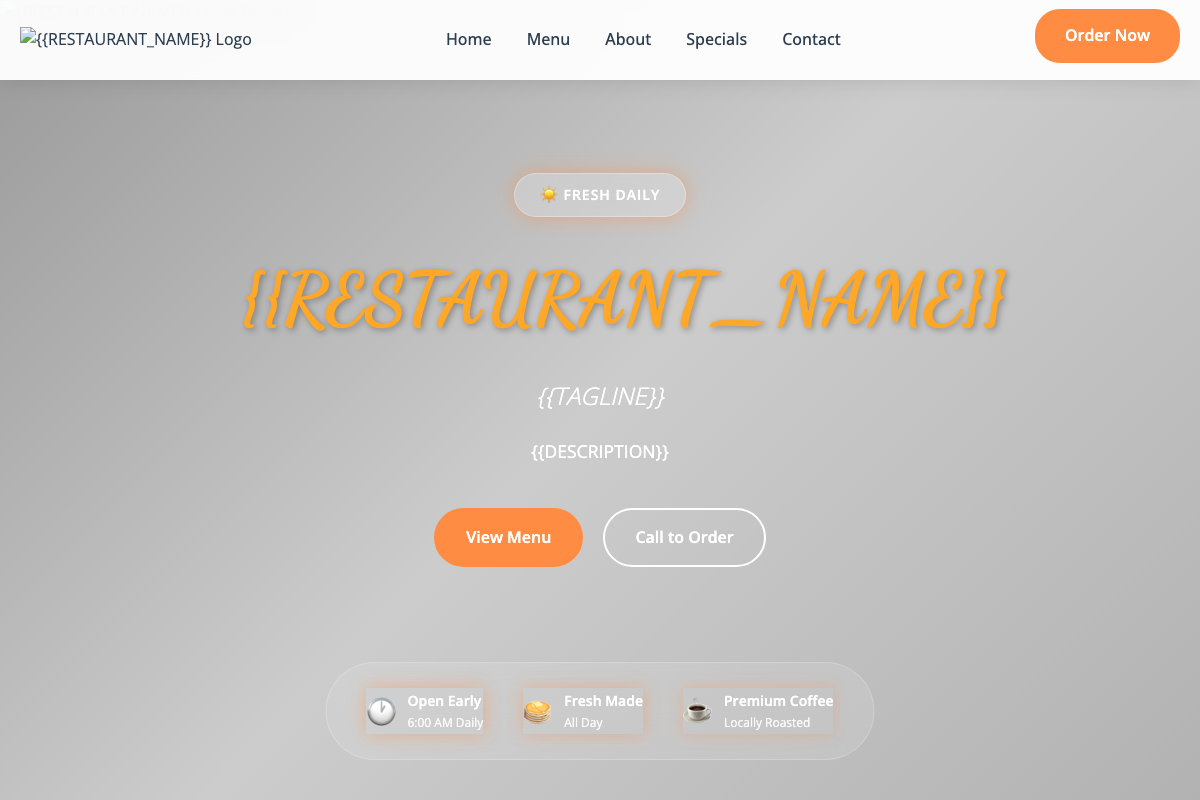 {{RESTAURANT_NAME}} Logo
Home Menu About Specials Contact
Order Now
☀️ FRESH DAILY
{{RESTAURANT_NAME}}
{{TAGLINE}}
{{DESCRIPTION}}
View Menu
Call to Order
Open Early
6:00 AM Daily
Fresh Made
All Day
Premium Coffee
Locally Roasted